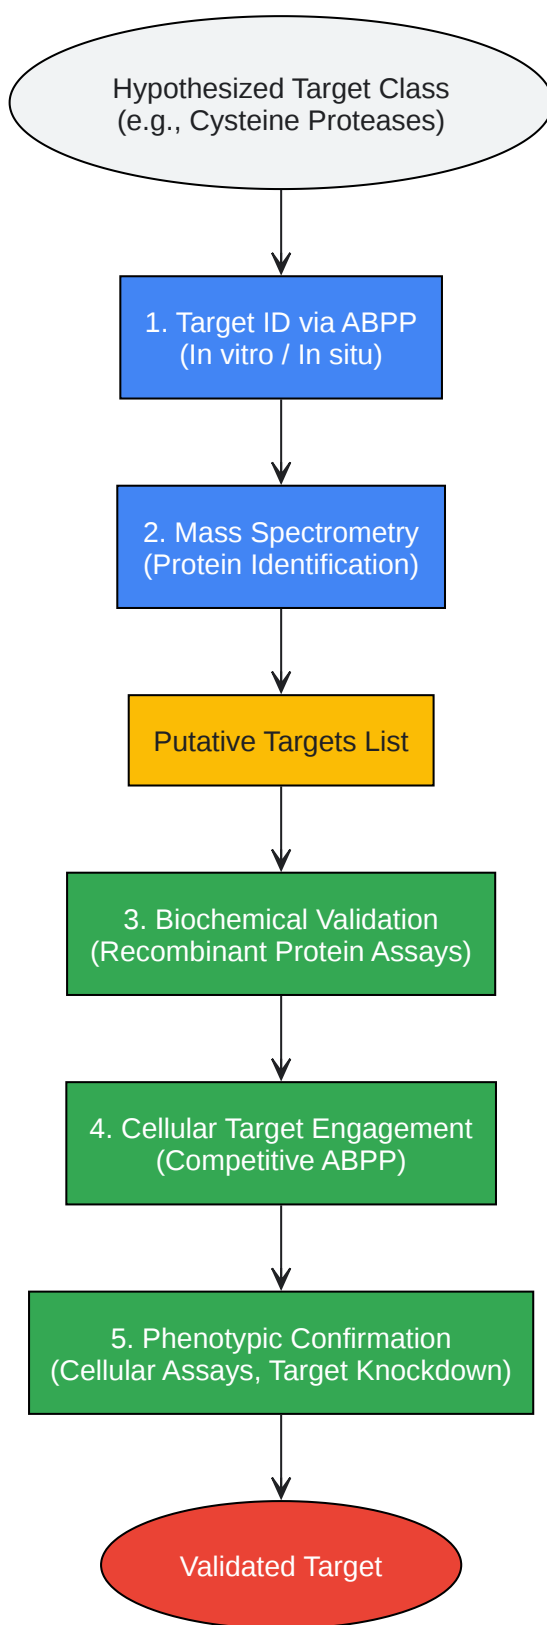 Hypothesized Target Class
(e.g., Cysteine Proteases)
1. Target ID via ABPP
(In vitro / In situ)
2. Mass Spectrometry
(Protein Identification)
Putative Targets List
3. Biochemical Validation
(Recombinant Protein Assays)
4. Cellular Target Engagement
(Competitive ABPP)
5. Phenotypic Confirmation
(Cellular Assays, Target Knockdown)
Validated Target